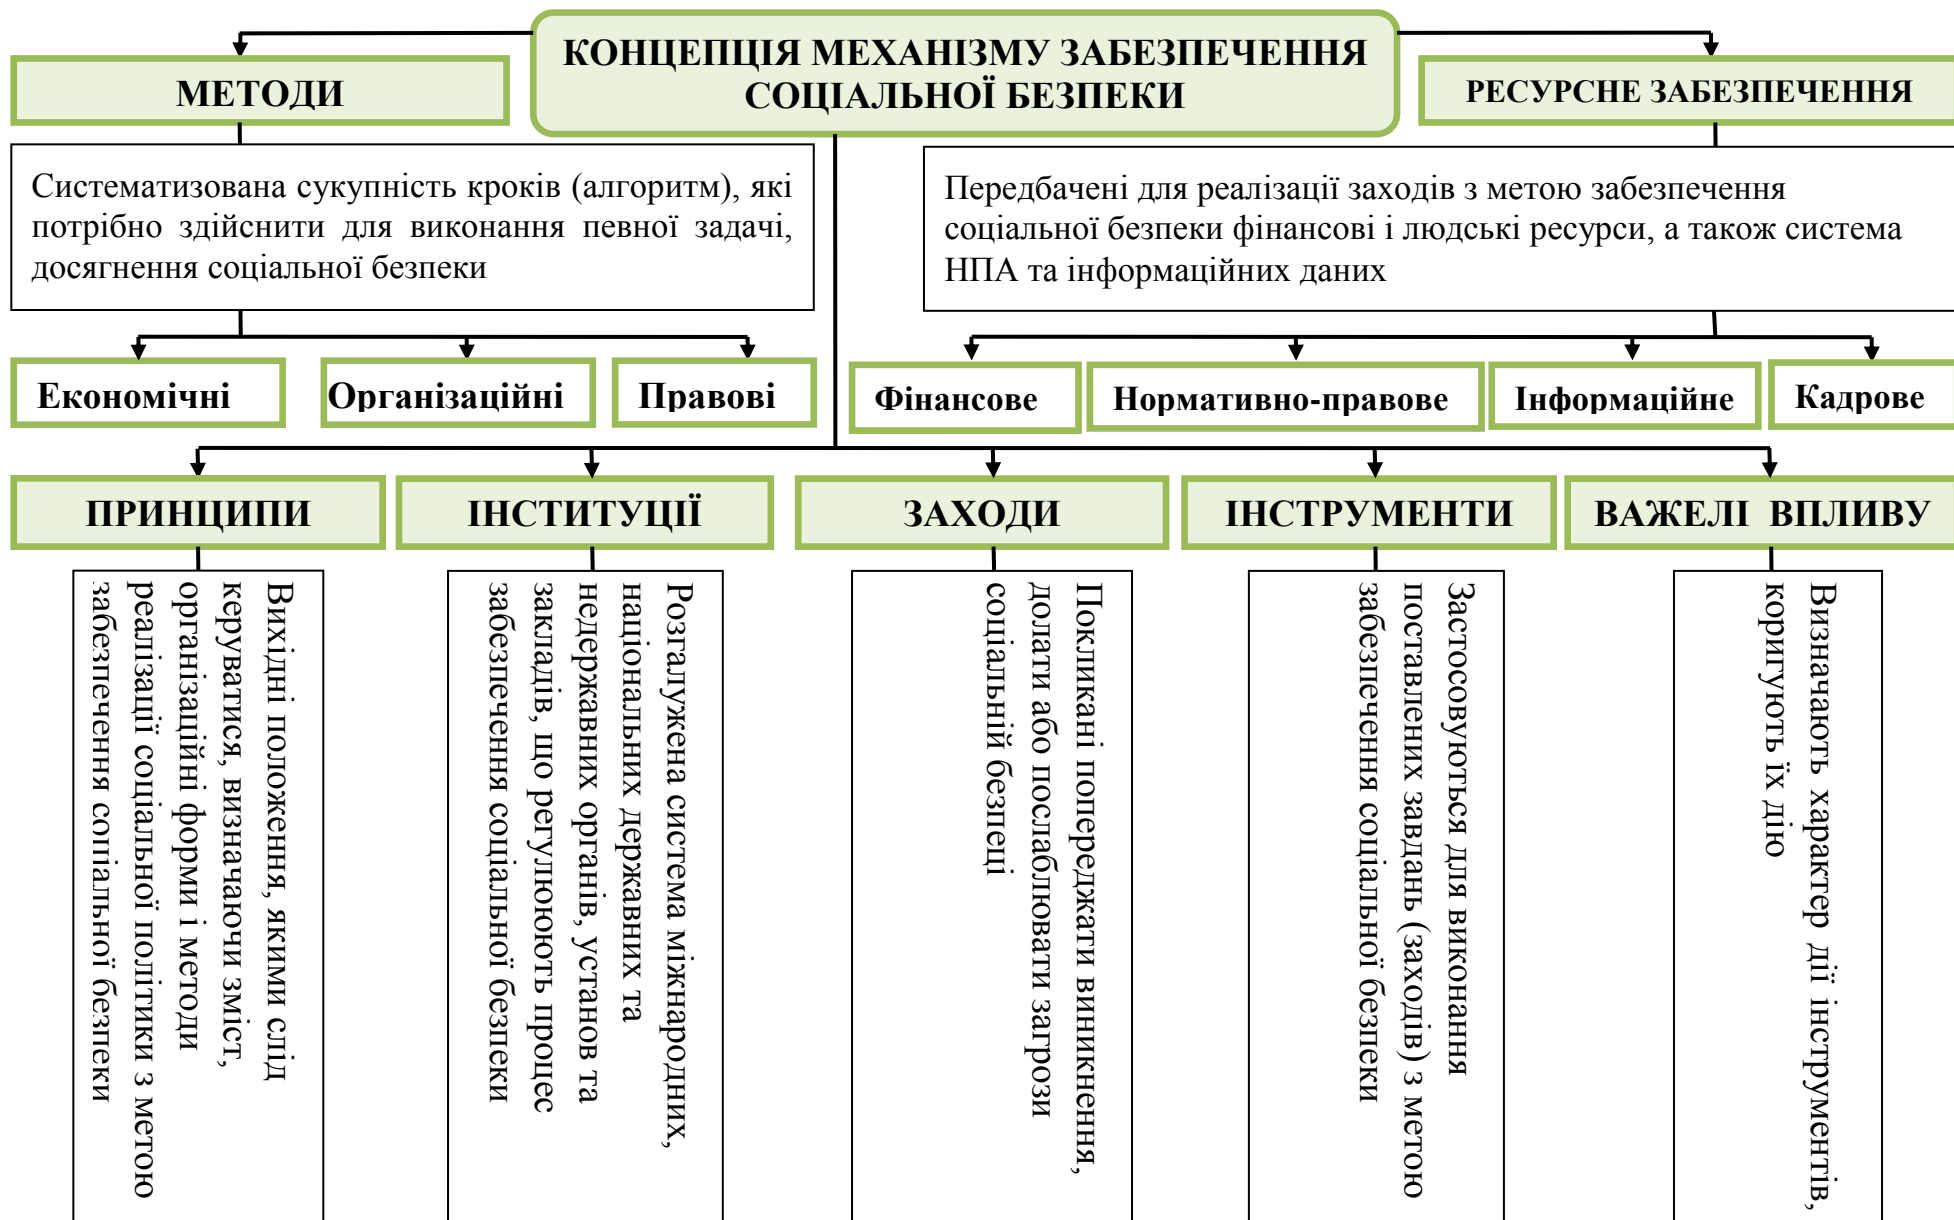 КОНЦЕПЦІЯ МЕХАНІЗМУ ЗАБЕЗПЕЧЕННЯ
СОЦІАЛЬНОЇ БЕЗПЕКИ
МЕТОДИ
РЕСУРСНЕ ЗАБЕЗПЕЧЕННЯ
Систематизована сукупність кроків (алгоритм), які
потрібно здійснити для виконання певної задачі,
досягнення соціальної безпеки
Передбачені для реалізації заходів з метою забезпечення
соціальної безпеки фінансові і людські ресурси, а також система
НПА та інформаційних даних
Економічні
Організаційні
Правові
Фінансове
Нормативно-правове
Інформаційне
Кадрове
ПРИНЦИПИ
ІНСТИТУЦІЇ
ЗАХОДИ
ІНСТРУМЕНТИ
ВАЖЕЛІ ВПЛИВУ
Вихідні положення, якими слід
керуватися, визначаючи зміст,
організаційні форми і методи
реалізації соціальної політики з метою
забезпечення соціальної безпеки
Розгалужена система міжнародних,
національних державних та
недержавних органів, установ та
закладів, що регулюють процес
забезпечення соціальної безпеки
Покликані попереджати виникнення,
долати або послаблювати загрози
соціальній безпеці
Застосовуються для виконання
поставлених завдань (заходів) з метою
забезпечення соціальної безпеки
Визначають характер дії інструментів,
коригують їх дію